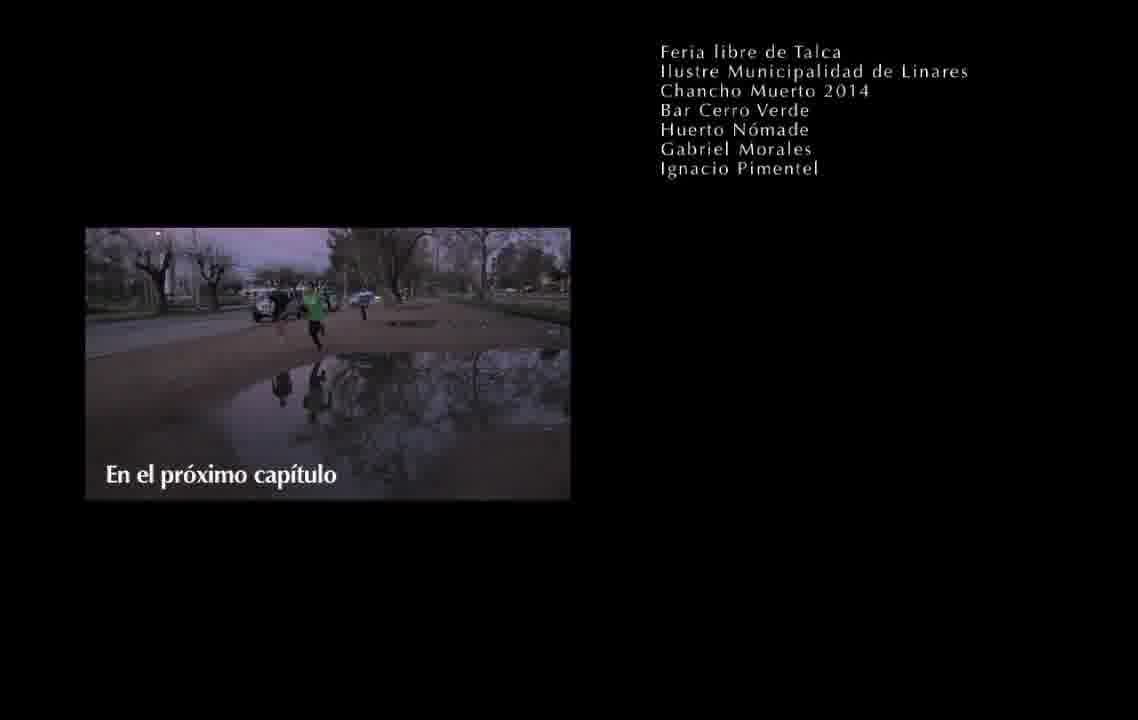 Feria libre de Talca
Ilustre Municipalidad de Linares
Chancho Muerto 2014
Bar Cerro Verde
Huerto Nómade
Gabriel Morales
Ignacio Pimentel
En el próximo capítulo